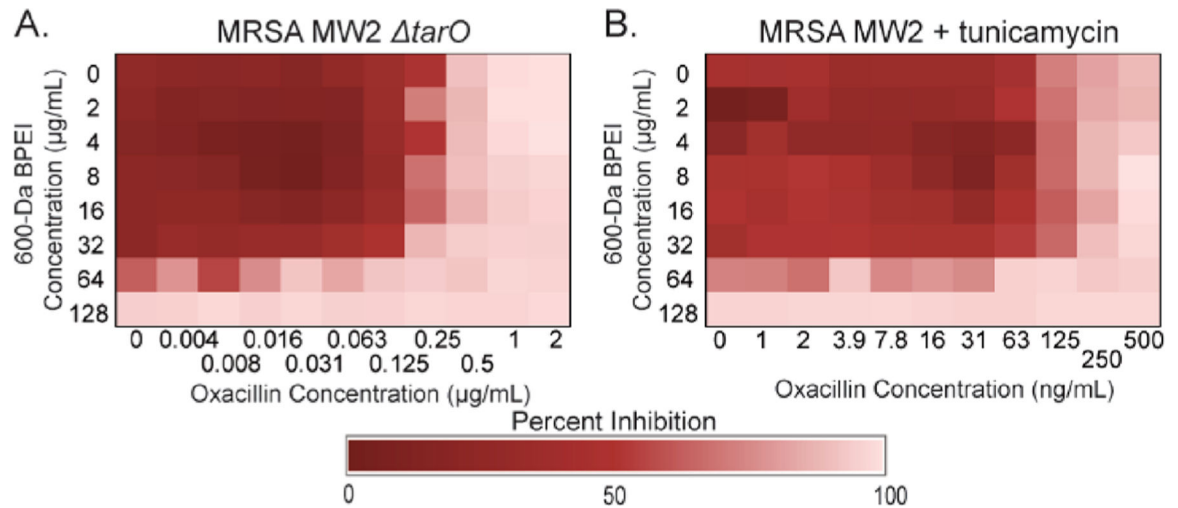 A.
MRSA MW2 ΔtarO
600-Da BPEI
Concentration (µg/mL)
0
2
4
8
16
32
64
128
0 0.004 0.016 0.063 0.25 1 2
0.008 0.031 0.125 0.5
Oxacillin Concentration (µg/mL)
B.
MRSA MW2 + tunicamycin
600-Da BPEI
Concentration (µg/mL)
0
2
4
8
16
32
64
128
0 1 2 3.9 7.8 16 31 63 125 500
250
Oxacillin Concentration (ng/mL)
Percent Inhibition
0 50 100